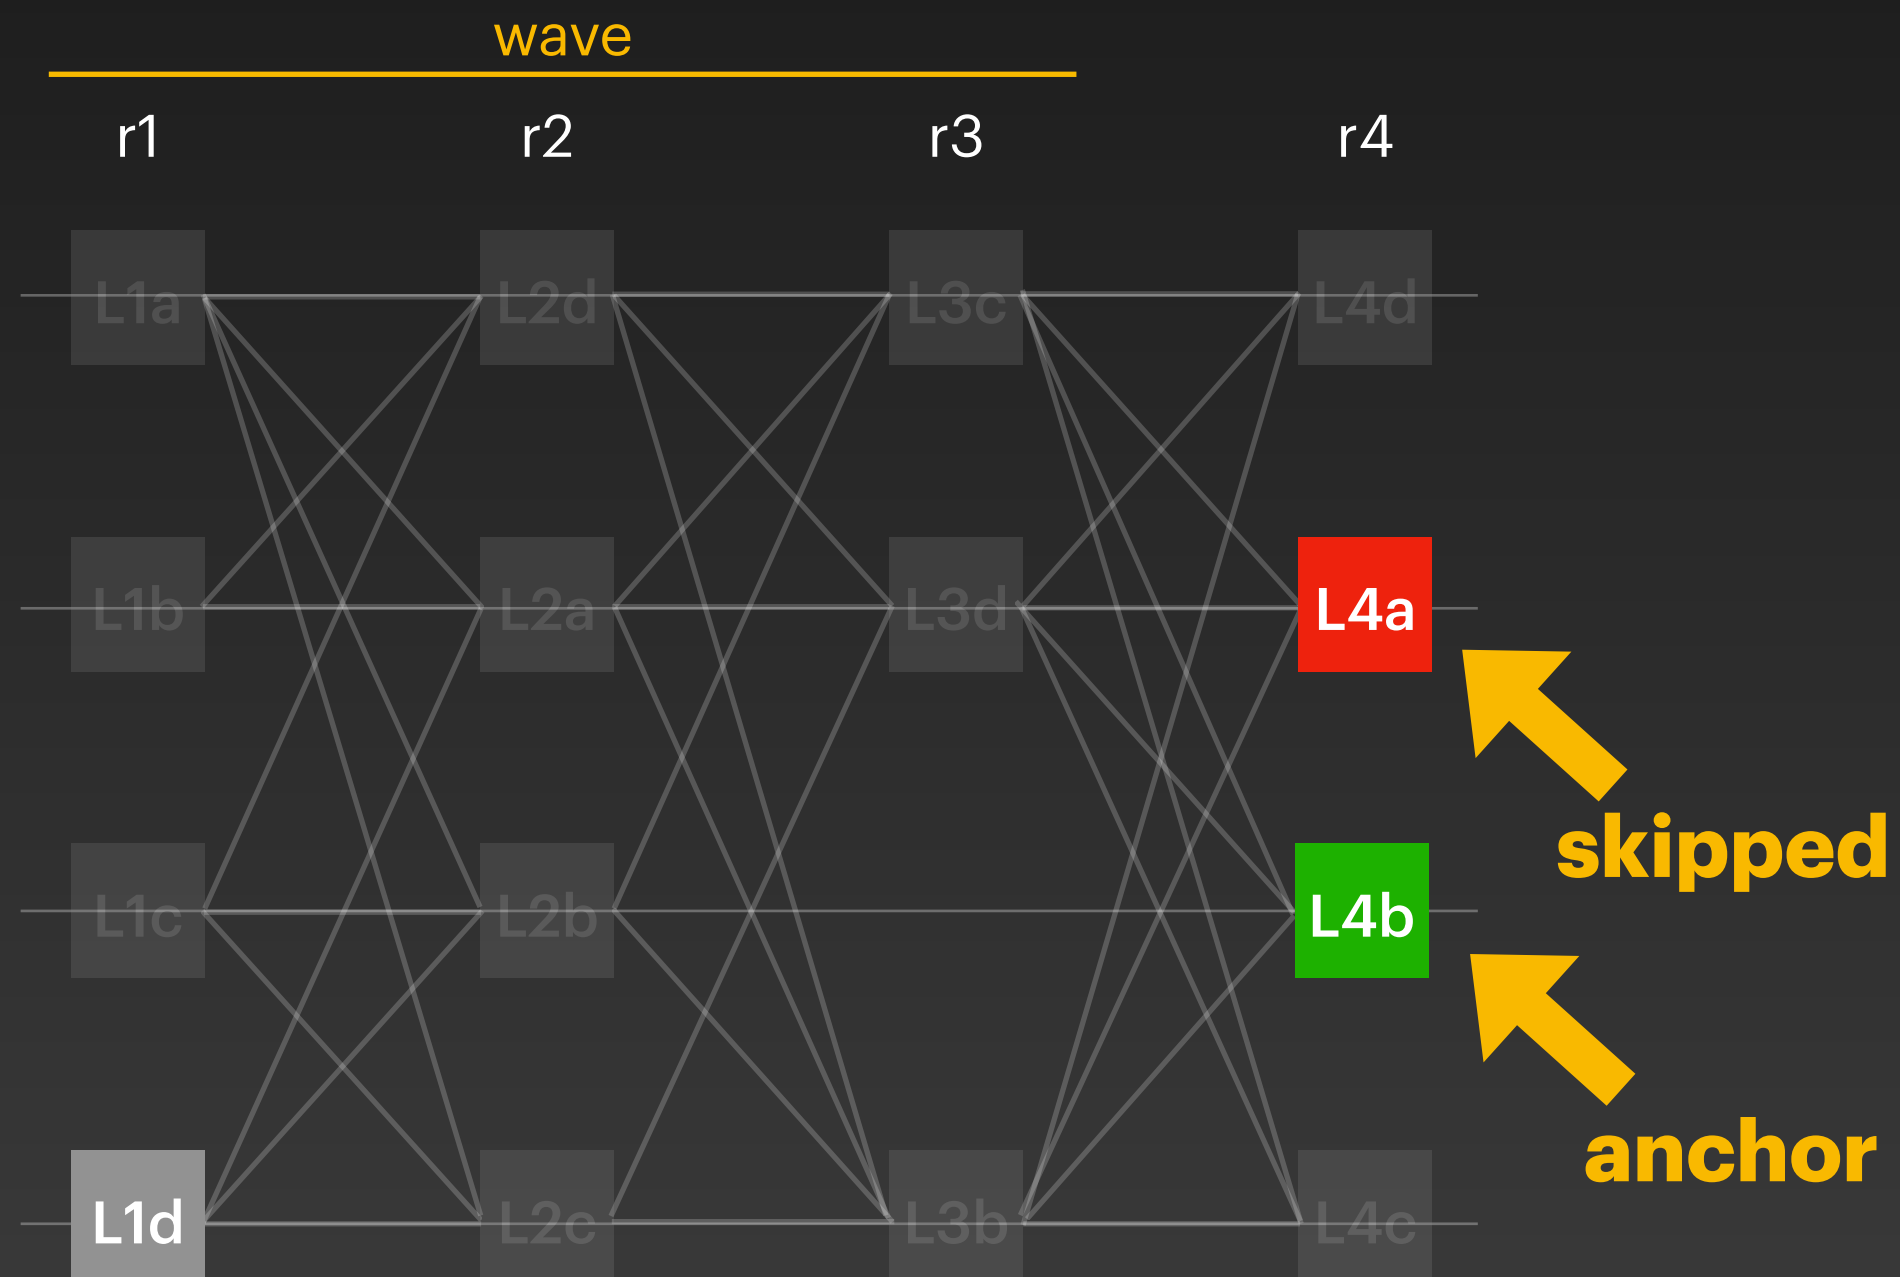 wave
r1 r2 r3 r4
L1a L2d L3c L4d
L1b L2a L3d L4a
skipped
L1c L2b L4b
anchor
L1d L2c L3b L4c